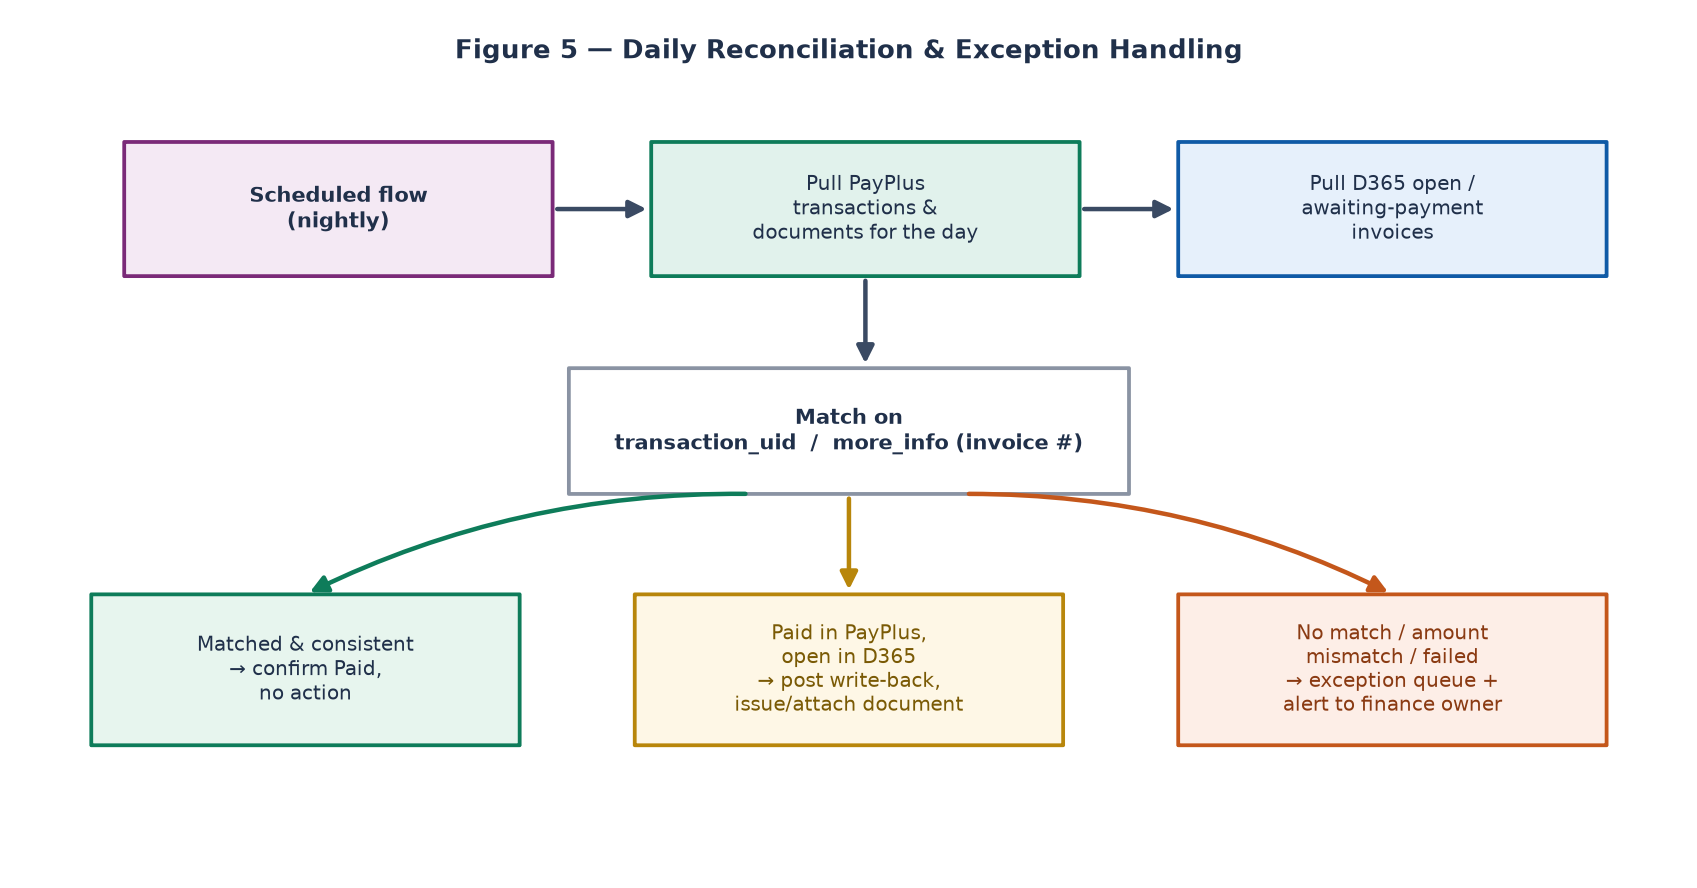 Figure 5 — Daily Reconciliation & Exception Handling
Scheduled flow
(nightly)
Pull PayPlus
transactions &
documents for the day
Pull D365 open /
awaiting-payment
invoices
Match on
transaction_uid / more_info (invoice #)
Matched & consistent
→ confirm Paid,
no action
Paid in PayPlus,
open in D365
→ post write-back,
issue/attach document
No match / amount
mismatch / failed
→ exception queue +
alert to finance owner